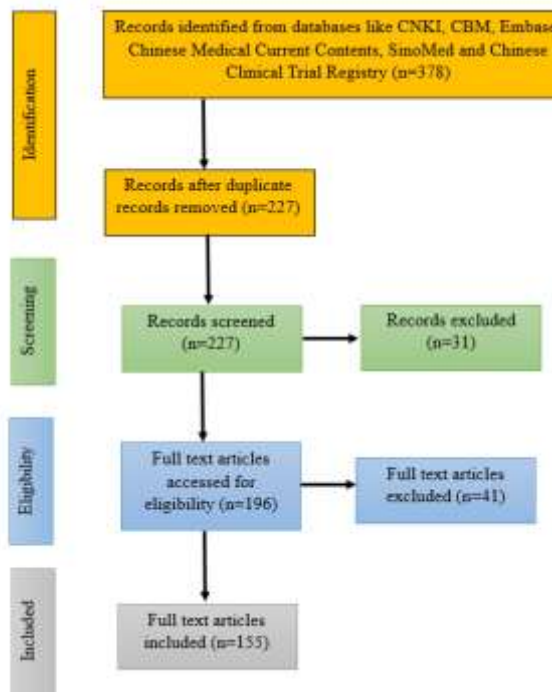 Identification
Records identified from databases like CNKI, CBM, Embase
Chinese Medical Current Contents, SinoMed and Chinese
Clinical Trial Registry (n=378)
Records after duplicate
records removed (n=227)
Screening
Records screened
(n=227)
Records excluded
(n=31)
Eligibility
Full text articles
accessed for
eligibility (n=196)
Full text articles
excluded (n=41)
Included
Full text articles
included (n=155)